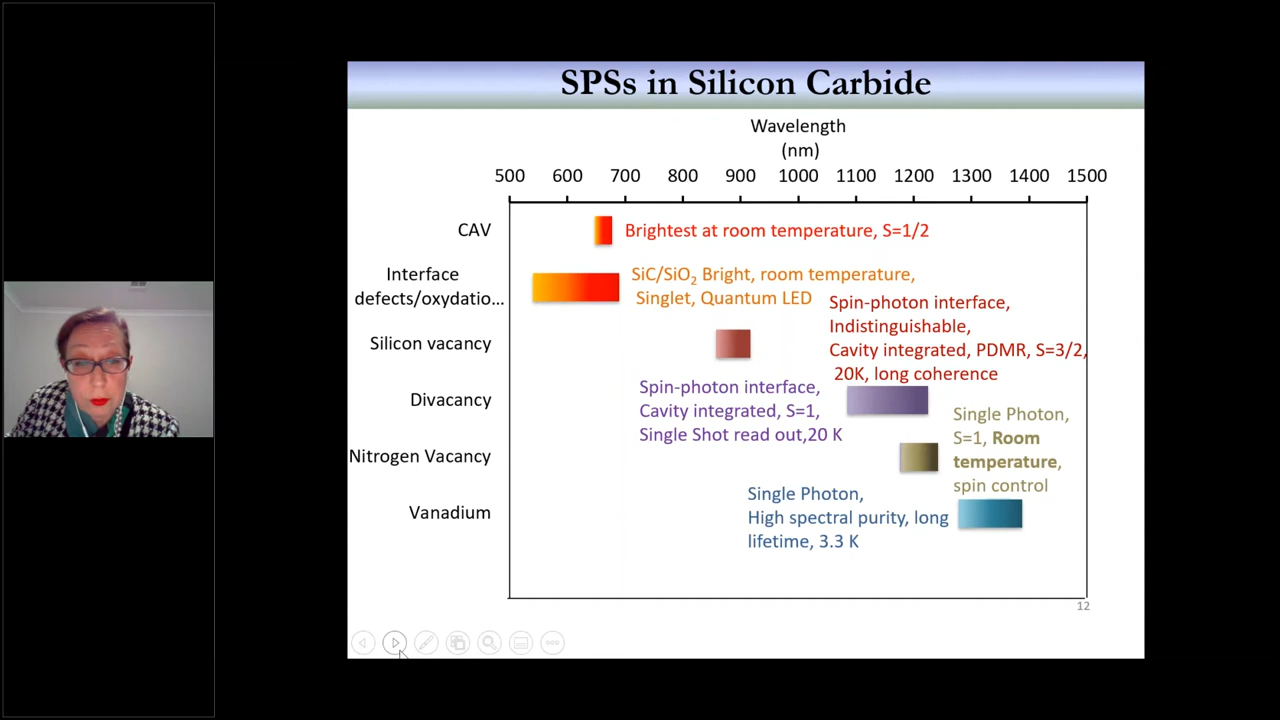 SPSs in Silicon Carbide
Wavelength
(nm)
500 600 700 800 900 1000 1100 1200 1300 1400 1500
CAV
Brightest at room temperature, S=1/2
Interface
defects/oxydatio...
SiC/SiO2 Bright, room temperature,
Singlet, Quantum LED
Silicon vacancy
Spin-photon interface,
Indistinguishable,
Cavity integrated, PDMR, S=3/2,
20K, long coherence
Divacancy
Spin-photon interface,
Cavity integrated, S=1,
Single Shot read out,20 K
Nitrogen Vacancy
Single Photon,
S=1, Room
temperature,
spin control
Vanadium
Single Photon,
High spectral purity, long
lifetime, 3.3 K
12